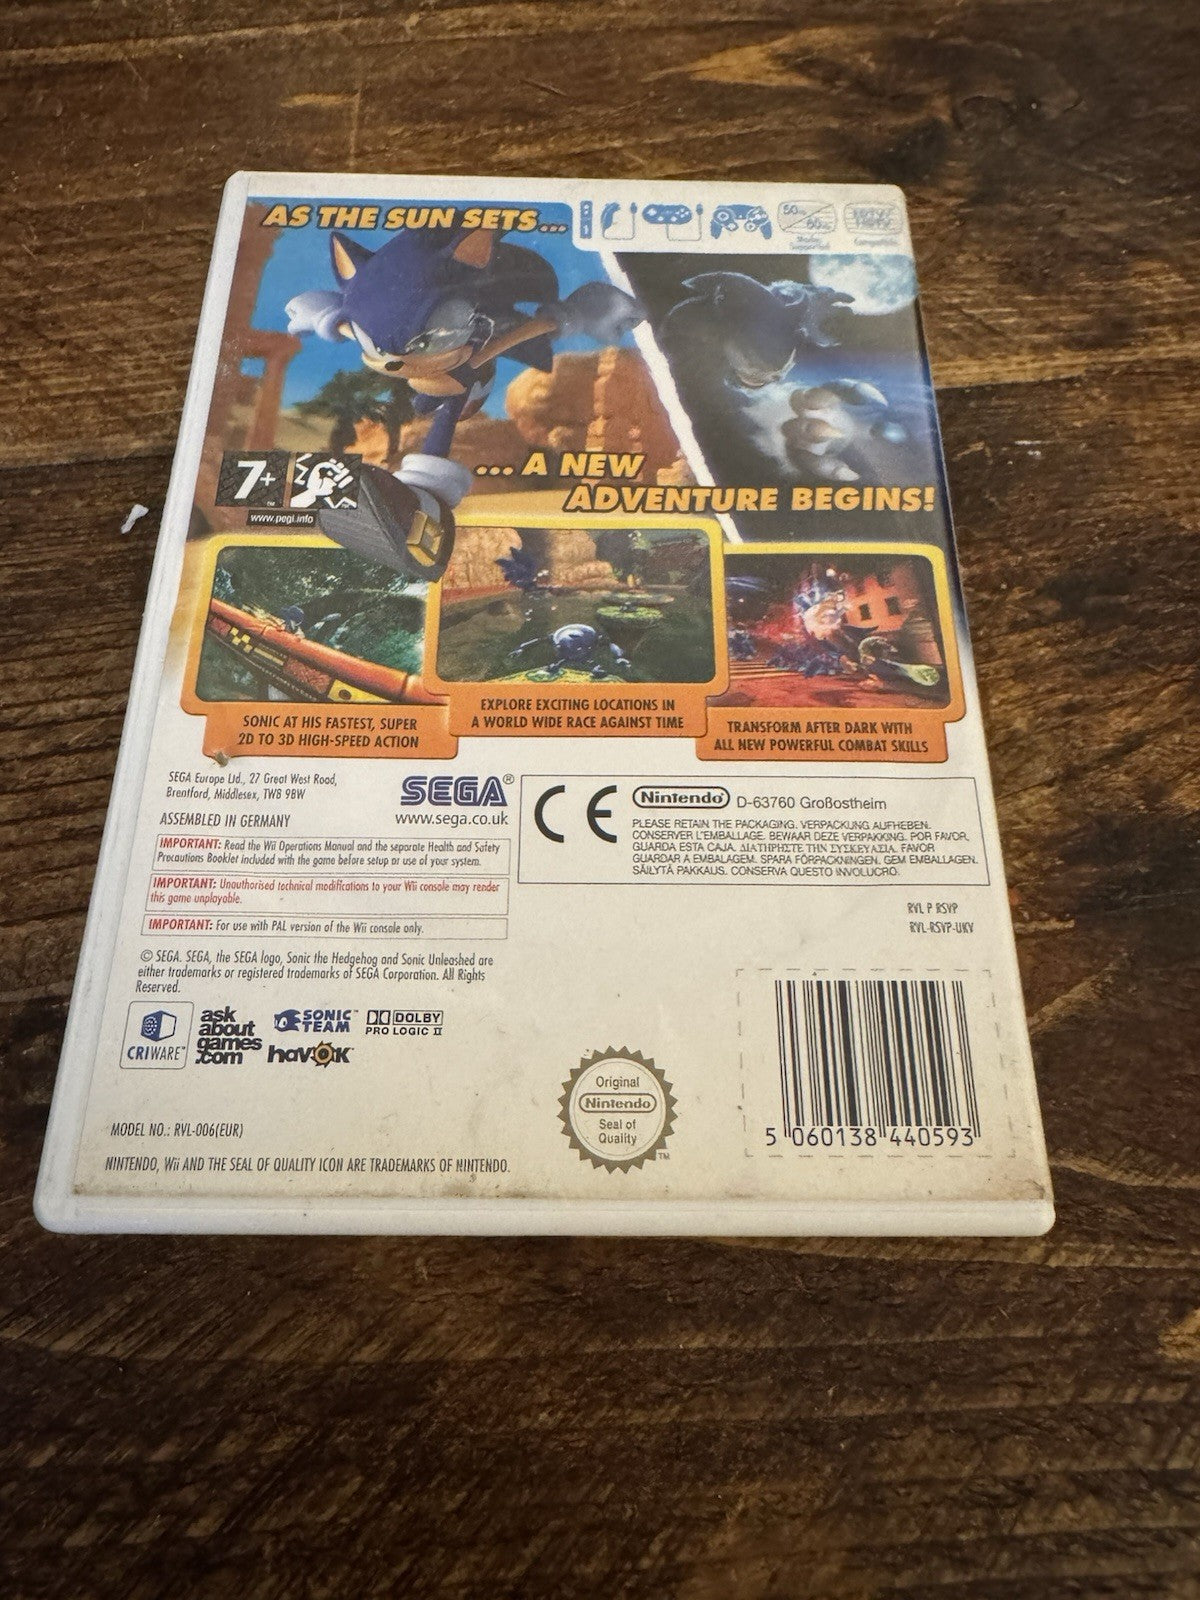 AS THE SUN SETS...
50Hz
60Hz
... A NEW
ADVENTURE BEGINS!
7+
www.pegi.info
SONIC AT HIS FASTEST, SUPER
2D TO 3D HIGH-SPEED ACTION
EXPLORE EXCITING LOCATIONS IN
A WORLD WIDE RACE AGAINST TIME
TRANSFORM AFTER DARK WITH
ALL NEW POWERFUL COMBAT SKILLS
SEGA Europe Ltd., 27 Great West Road,
Brentford, Middlesex, TW8 9BW
ASSEMBLED IN GERMANY
SEGA®
www.sega.co.uk
IMPORTANT: Read the Wii Operations Manual and the separate Health and Safety
Precautions Booklet included with the game before setup or use of your system.
IMPORTANT: Unauthorised technical modifications to your Wii console may render
this game unplayable.
IMPORTANT: For use with PAL version of the Wii console only.
CE
Nintendo® D-63760 Großostheim
PLEASE RETAIN THE PACKAGING. VERPACKUNG AUFHEBEN.
CONSERVER L'EMBALLAGE. BEWAAR DEZE VERPAKKING. POR FAVOR,
GUARDA ESTA CAJA. ΔΙΑΤΗΡΗΣΤΕ ΤΗΝ ΣΥΣΚΕΥΑΣΙΑ. FAVOR
GUARDAR A EMBALAGEM. SPARA FÖRPACKNINGEN. GEM EMBALLAGEN.
SÄILYTÄ PAKKAUS. CONSERVA QUESTO INVOLUCRO.
RVL P RSVP
RVL-RSVP-UKV
© SEGA. SEGA, the SEGA logo, Sonic the Hedgehog and Sonic Unleashed are
either trademarks or registered trademarks of SEGA Corporation. All Rights
Reserved.
CRIWARE™
ask
about
games
.com
SONIC
TEAM™
havok™
DOLBY
PRO LOGIC II
MODEL NO.: RVL-006(EUR)
NINTENDO, Wii AND THE SEAL OF QUALITY ICON ARE TRADEMARKS OF NINTENDO.
Original
Nintendo
Seal of
Quality
TM
5 060138 440593